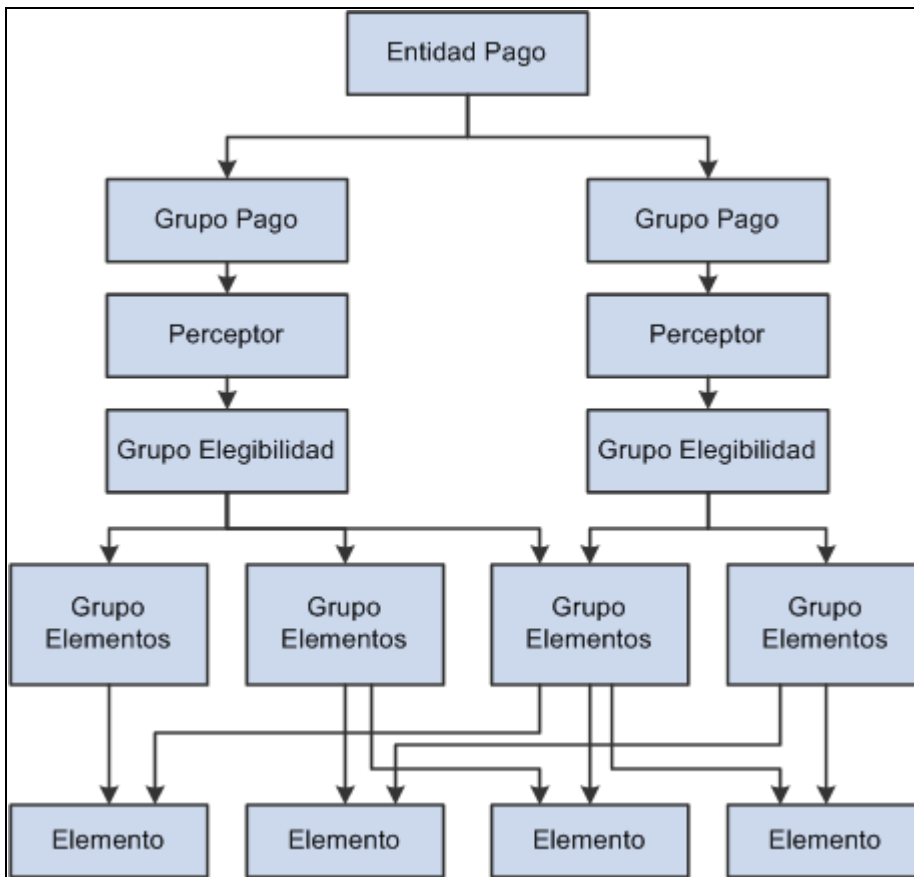 Entidad Pago
Grupo Pago
Grupo Pago
Perceptor
Perceptor
Grupo Elegibilidad
Grupo Elegibilidad
Grupo
Elementos
Grupo
Elementos
Grupo
Elementos
Grupo
Elementos
Elemento
Elemento
Elemento
Elemento